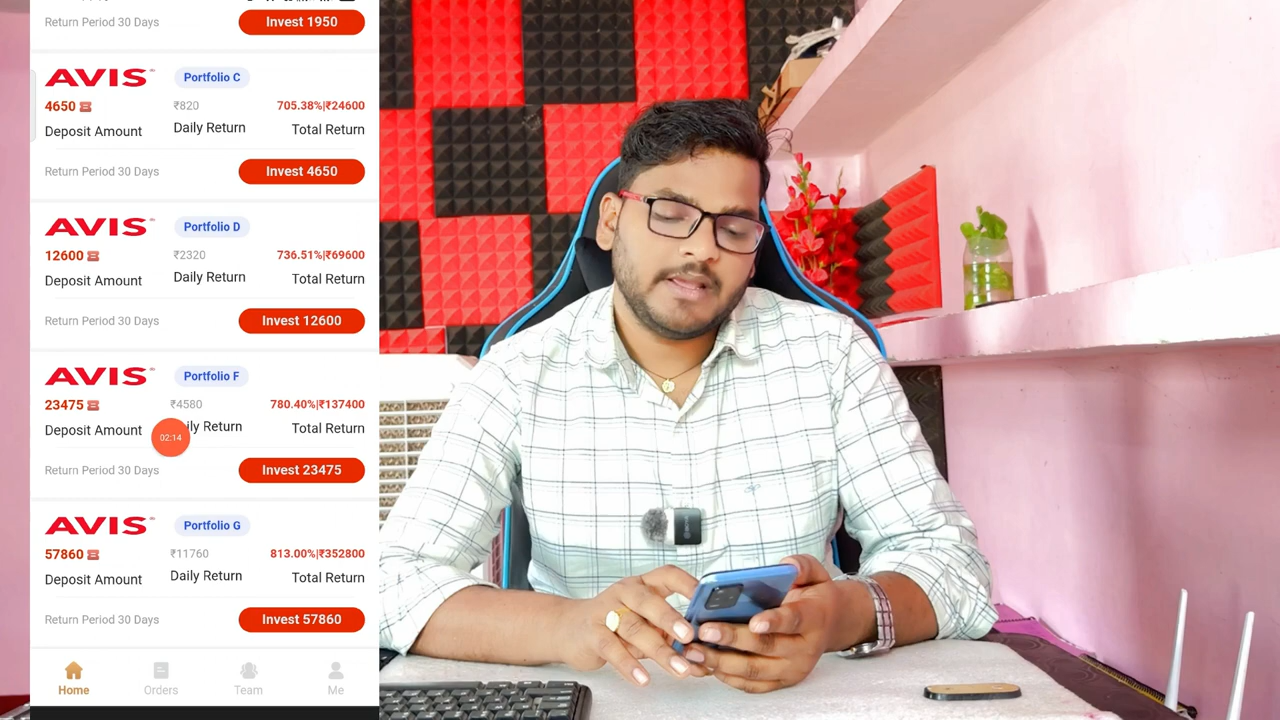 Return Period 30 Days
Invest 1950
AVIS
Portfolio C
4650
₹820
705.38%|₹24600
Deposit Amount
Daily Return
Total Return
Return Period 30 Days
Invest 4650
AVIS
Portfolio D
12600
₹2320
736.51%|₹69600
Deposit Amount
Daily Return
Total Return
Return Period 30 Days
Invest 12600
AVIS
Portfolio F
23475
₹4580
780.40%|₹137400
Deposit Amount
ily Return
Total Return
02:14
Return Period 30 Days
Invest 23475
AVIS
Portfolio G
57860
₹11760
813.00%|₹352800
Deposit Amount
Daily Return
Total Return
Return Period 30 Days
Invest 57860
Home
Orders
Team
Me